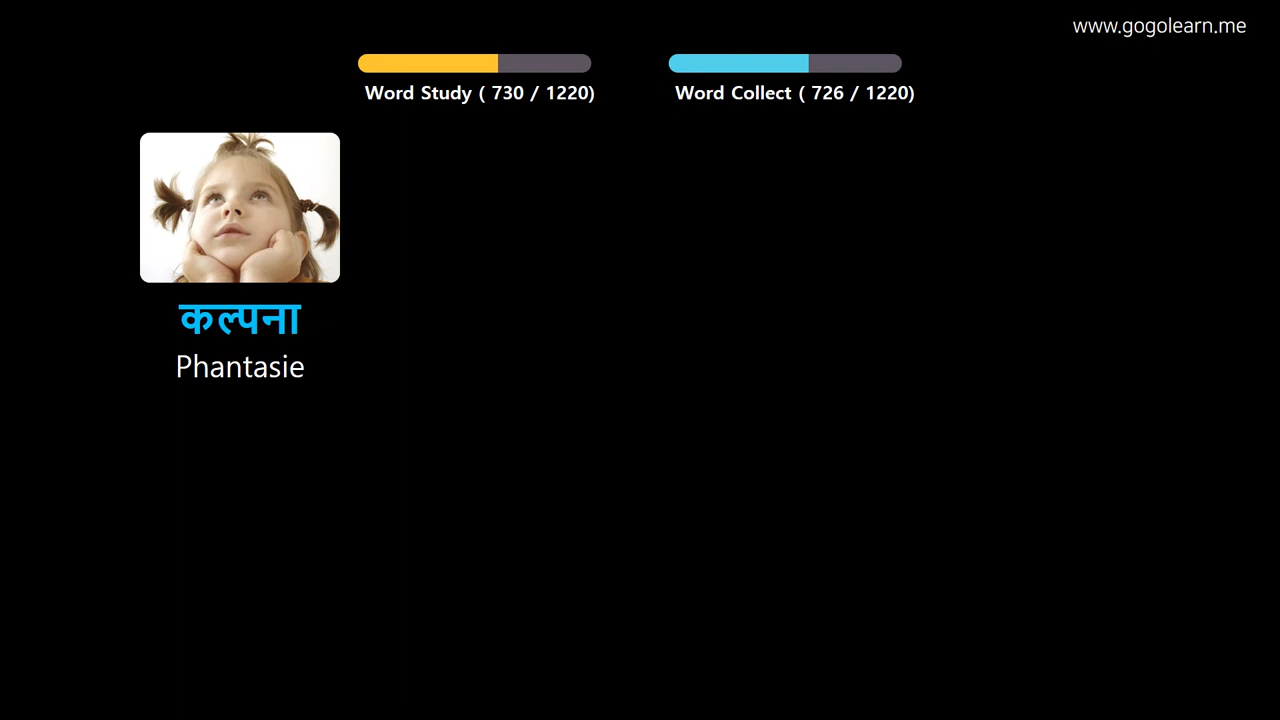 www.gogolearn.me
Word Study ( 730 / 1220)
Word Collect ( 726 / 1220)
कल्पना
Phantasie